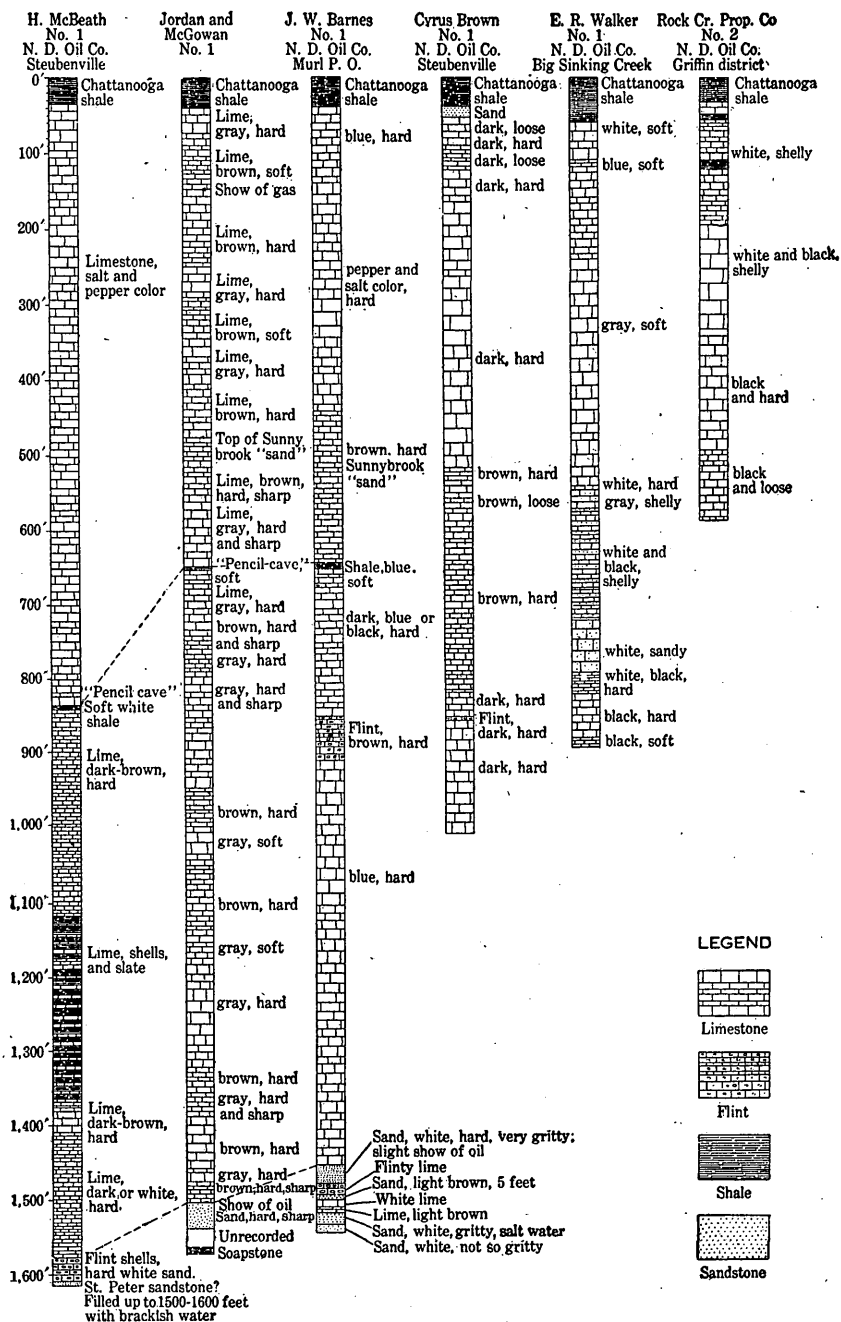 H. McBeath
No. 1
N. D. Oil Co.
Steubenville
Jordan and
McGowan
No. 1
J. W. Barnes
No. 1
N. D. Oil Co.
Murl P. O.
Cyrus Brown
No. 1
N. D. Oil Co.
Steubenville
E. R. Walker
No. 1
N. D. Oil Co.
Big Sinking Creek
Rock Cr. Prop. Co
No. 2
N. D. Oil Co.
Griffin district
0'
100'
200'
300'
400'
500'
600'
700'
800'
900'
1,000'
1,100'
1,200'
1,300'
1,400'
1,500'
1,600'
Chattanooga
shale
Limestone,
salt and
pepper color
"Pencil cave"
Soft white
shale
Lime,
dark-brown,
hard
Lime, shells,
and slate
Lime,
dark-brown,
hard
Lime,
dark or white,
hard.
Flint shells,
hard white sand.
St. Peter sandstone?
Filled up to 1500-1600 feet
with brackish water
Chattanooga
shale
Lime,
gray, hard
Lime,
brown, soft
Show of gas
Lime,
brown, hard
Lime,
gray, hard
Lime,
brown, soft
Lime,
gray, hard
Lime,
brown, hard
Top of Sunny
brook "sand"
Lime, brown,
hard, sharp
Lime,
gray, hard
and sharp
"Pencil-cave,"
soft
Lime,
gray, hard
brown, hard
and sharp
gray, hard
gray, hard
and sharp
brown, hard
gray, soft
brown, hard
gray, soft
gray, hard
brown, hard
gray, hard
and sharp
brown, hard
gray, hard
brown, hard, sharp
Show of oil
Sand, hard, sharp
Unrecorded
Soapstone
Chattanooga
shale
blue, hard
pepper and
salt color,
hard
brown. hard
Sunnybrook
"sand"
Shale, blue.
soft
dark, blue or
black, hard
Flint,
brown, hard
blue, hard
Sand, white, hard, very gritty;
slight show of oil
Flinty lime
Sand, light brown, 5 feet
White lime
Lime, light brown
Sand, white, gritty, salt water
Sand, white, not so gritty
Chattanooga
shale
Sand
dark, loose
dark, hard
dark, loose
dark, hard
dark, hard
brown, hard
brown, loose
brown, hard
dark, hard
Flint,
dark, hard
dark, hard
Chattanooga
shale
white, soft
blue, soft
gray, soft
white, hard
gray, shelly
white and
black,
shelly
white, sandy
white, black,
hard
black, hard
black, soft
Chattanooga
shale
white, shelly
white and black,
shelly
black
and hard
black
and loose
LEGEND
Limestone
Flint
Shale
Sandstone